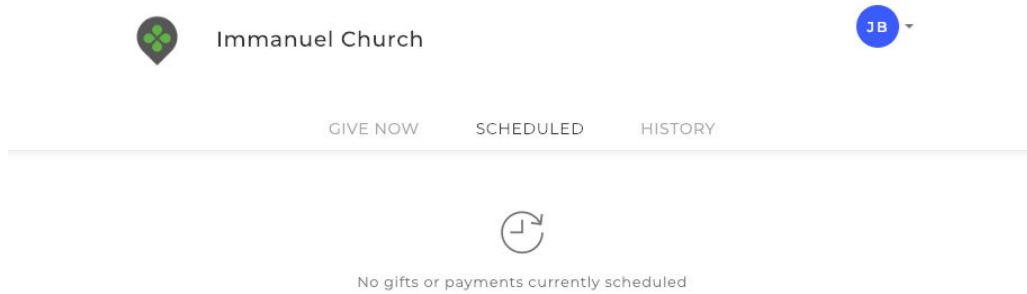 Immanuel Church
JB
GIVE NOW SCHEDULED HISTORY
No gifts or payments currently scheduled